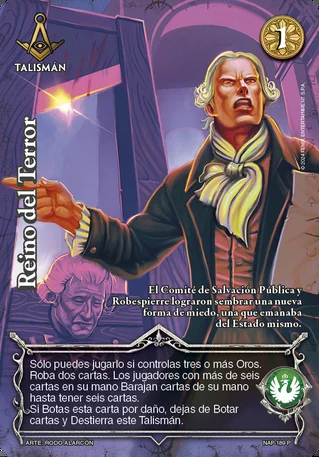 TALISMÁN
1
© 2024 FENIX ENTERTAINMENT S.P.A.
Reino del Terror
El Comité de Salvación Pública y
Robespierre lograron sembrar una nueva
forma de miedo, una que emanaba
del Estado mismo.
Sólo puedes jugarlo si controlas tres o más Oros.
Roba dos cartas. Los jugadores con más de seis
cartas en su mano Barajan cartas de su mano
hasta tener seis cartas.
Si Botas esta carta por daño, dejas de Botar
cartas y Destierra este Talismán.
ARTE: RODO ALARCÓN
NAP-189 P